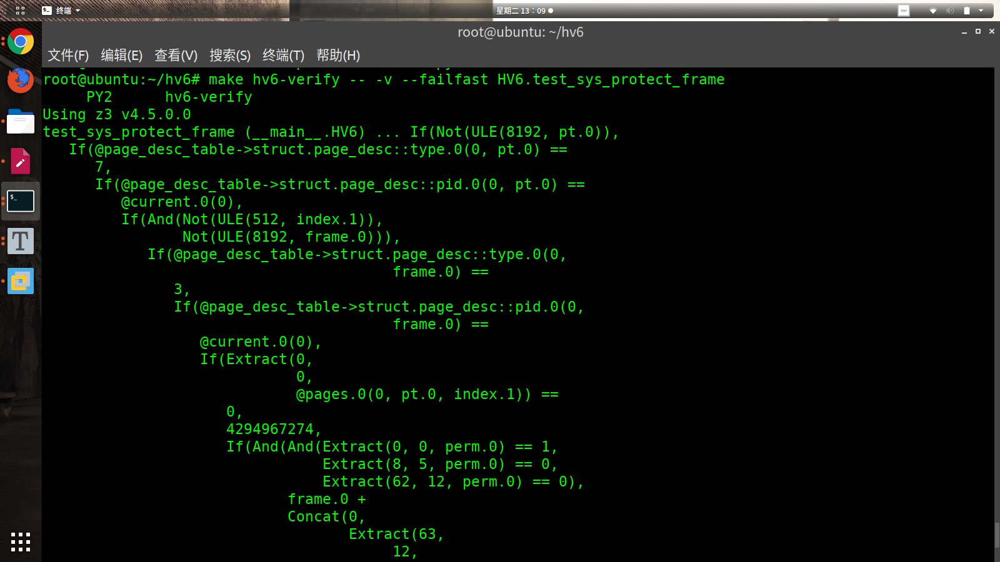 终端
星期二 13：09
root@ubuntu: ~/hv6
文件(F) 编辑(E) 查看(V) 搜索(S) 终端(T) 帮助(H)
root@ubuntu:~/hv6# make hv6-verify -- -v --failfast HV6.test_sys_protect_frame
     PY2      hv6-verify
Using z3 v4.5.0.0
test_sys_protect_frame (__main__.HV6) ... If(Not(ULE(8192, pt.0)),
   If(@page_desc_table->struct.page_desc::type.0(0, pt.0) ==
      7,
      If(@page_desc_table->struct.page_desc::pid.0(0, pt.0) ==
         @current.0(0),
         If(And(Not(ULE(512, index.1)),
                Not(ULE(8192, frame.0))),
            If(@page_desc_table->struct.page_desc::type.0(0,
                                        frame.0) ==
               3,
               If(@page_desc_table->struct.page_desc::pid.0(0,
                                        frame.0) ==
                  @current.0(0),
                  If(Extract(0,
                             0,
                             @pages.0(0, pt.0, index.1)) ==
                     0,
                     4294967274,
                     If(And(And(Extract(0, 0, perm.0) == 1,
                                Extract(8, 5, perm.0) == 0,
                                Extract(62, 12, perm.0) == 0),
                            frame.0 +
                            Concat(0,
                                   Extract(63,
                                        12,